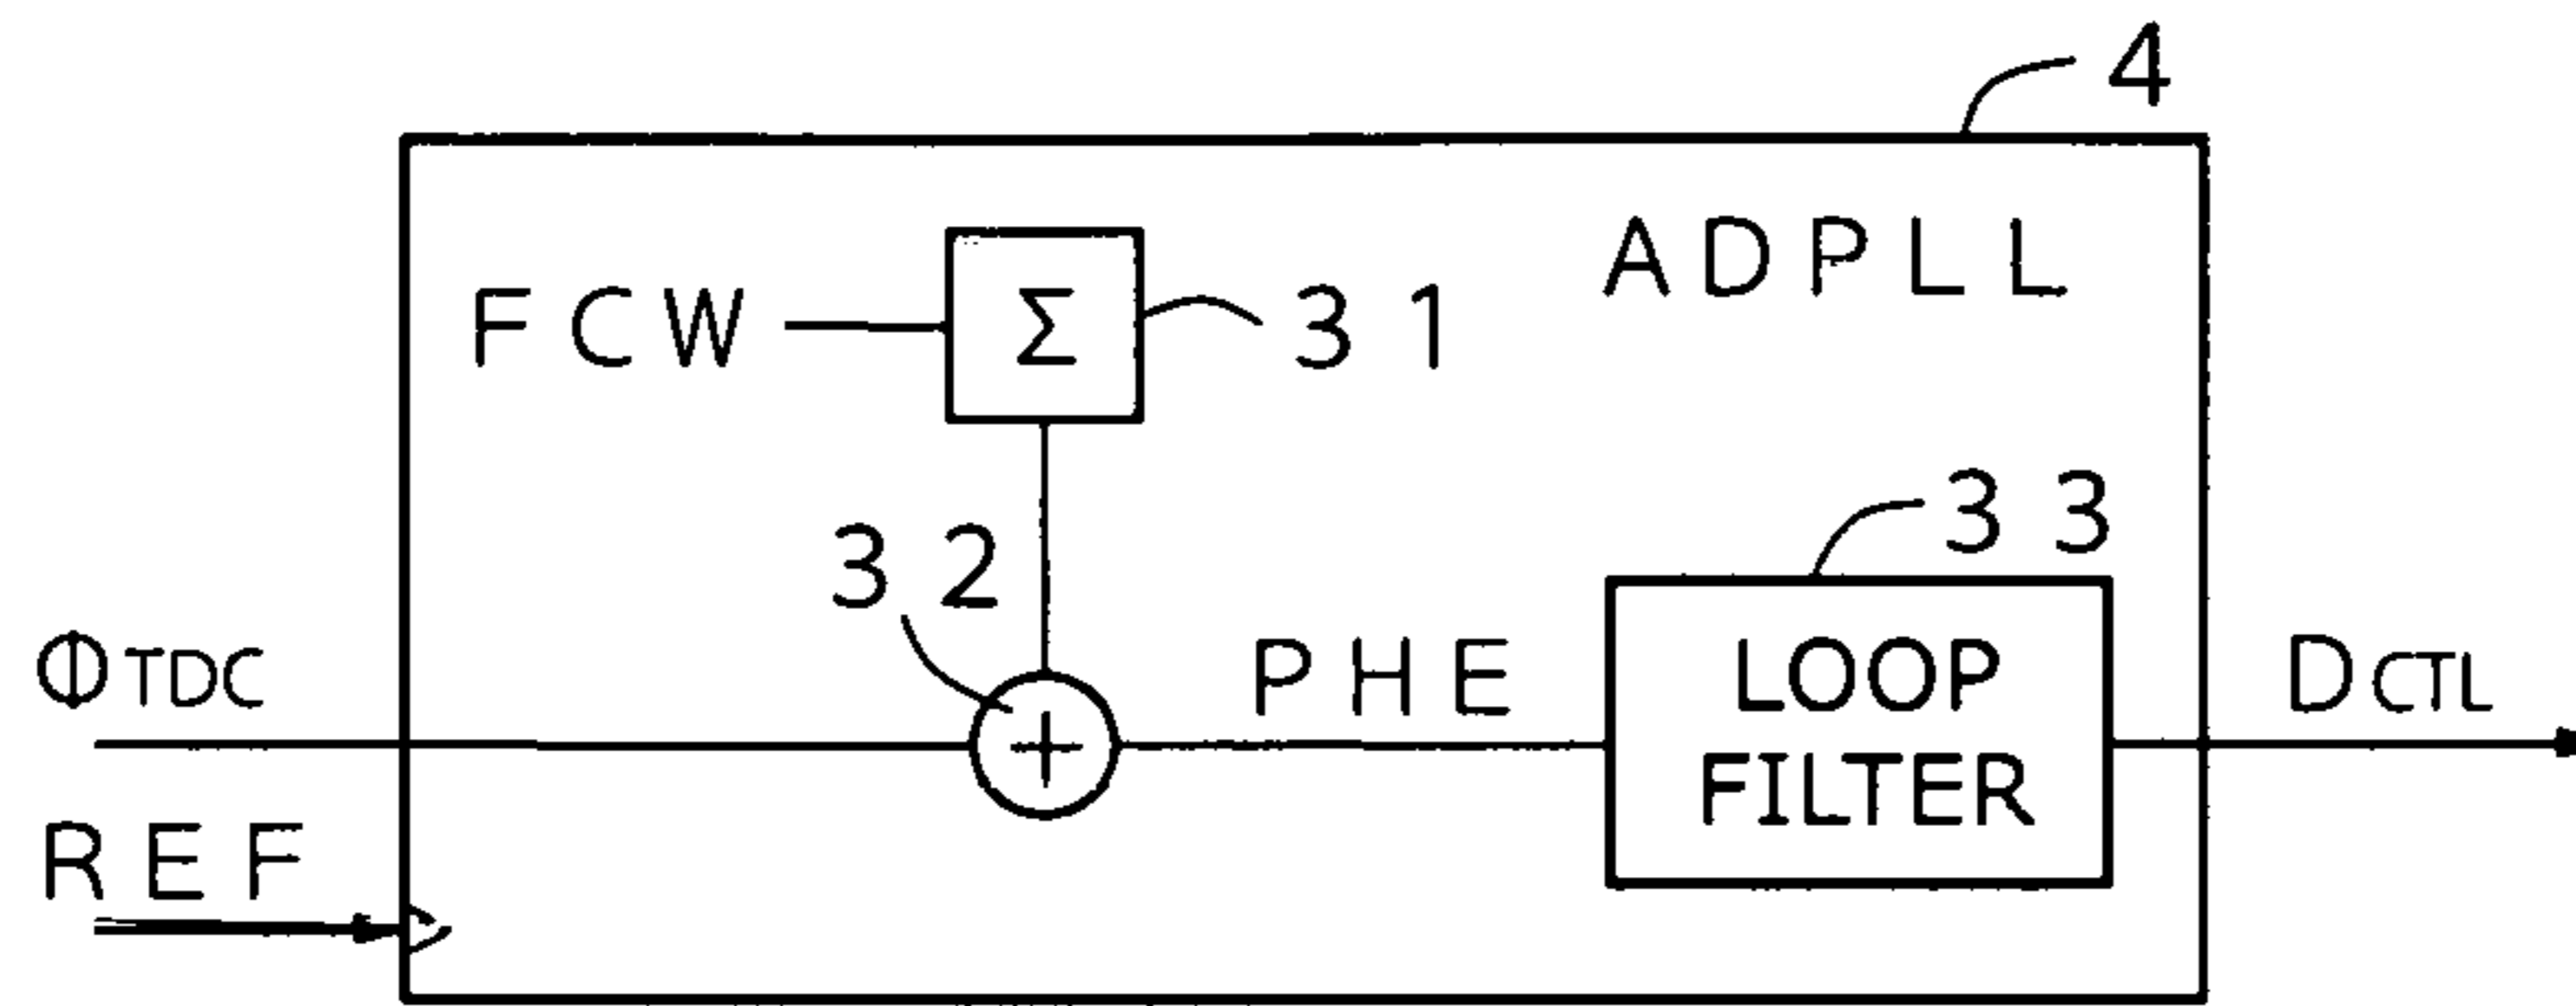 4
ADPLL
FCW
Σ
31
32
33
ΦTDC
PHE
LOOP
FILTER
DCTL
+
REF